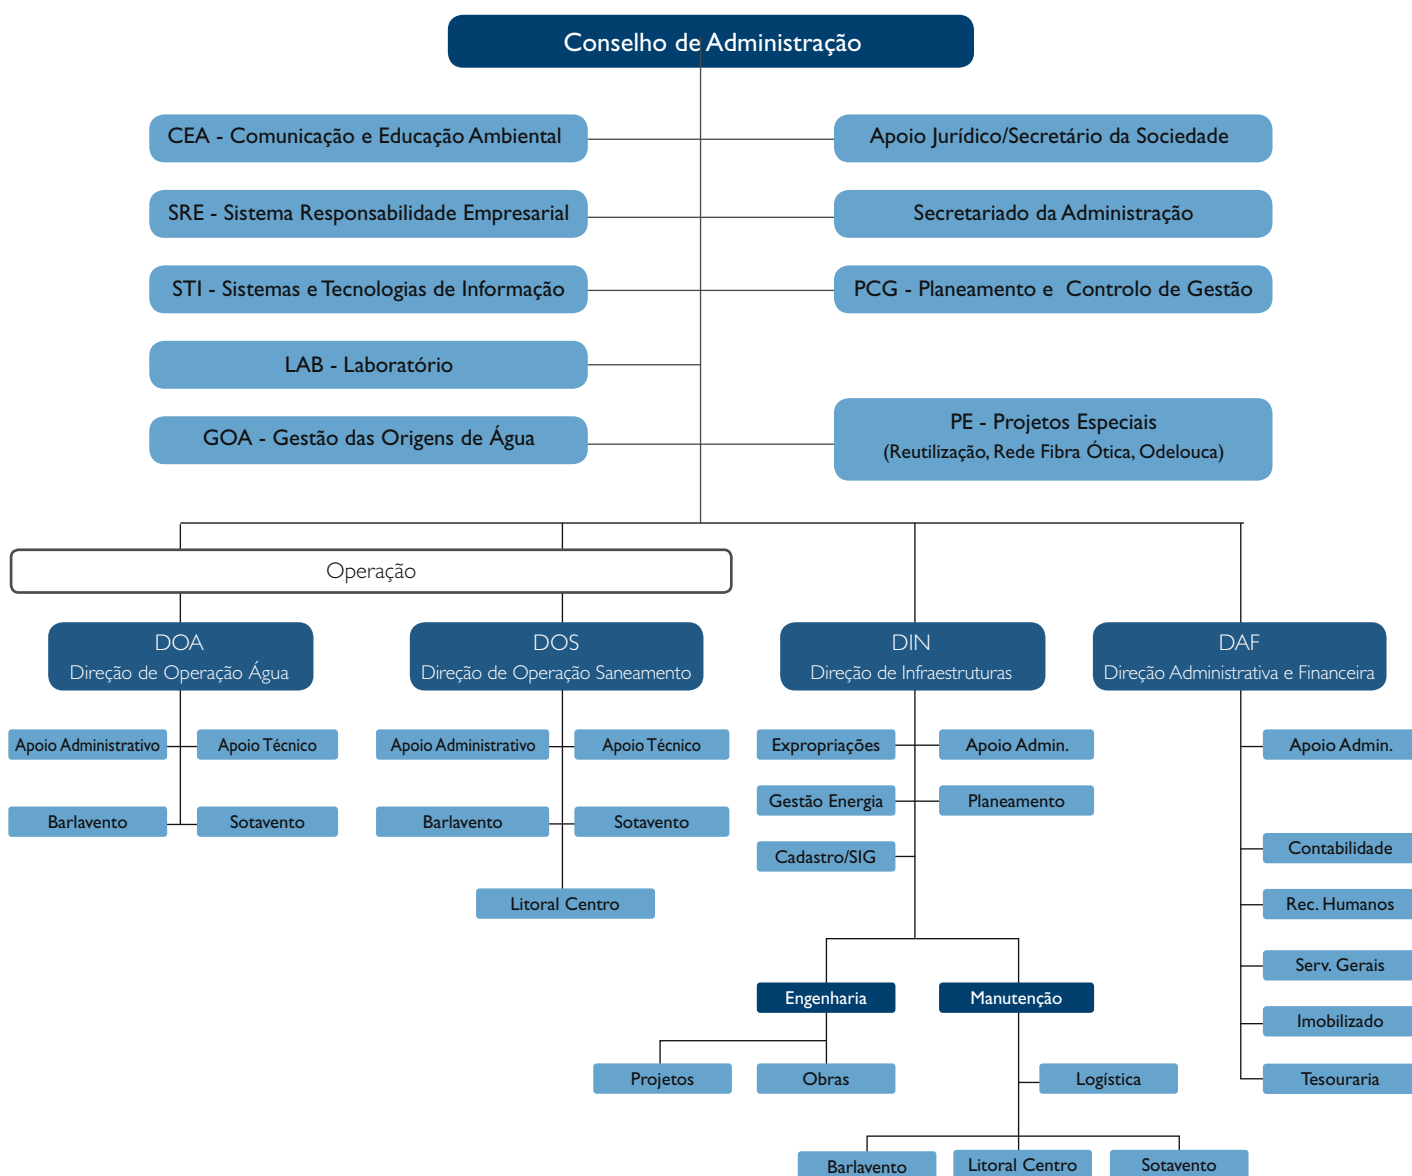 Conselho de Administração
CEA - Comunicação e Educação Ambiental
Apoio Jurídico/Secretário da Sociedade
SRE - Sistema Responsabilidade Empresarial
Secretariado da Administração
STI - Sistemas e Tecnologias de Informação
PCG - Planeamento e Controlo de Gestão
LAB - Laboratório
GOA - Gestão das Origens de Água
PE - Projetos Especiais
(Reutilização, Rede Fibra Ótica, Odelouca)
Operação
DOA
Direção de Operação Água
DOS
Direção de Operação Saneamento
DIN
Direção de Infraestruturas
DAF
Direção Administrativa e Financeira
Apoio Administrativo
Apoio Técnico
Barlavento
Sotavento
Apoio Administrativo
Apoio Técnico
Barlavento
Sotavento
Litoral Centro
Expropriações
Apoio Admin.
Gestão Energia
Planeamento
Cadastro/SIG
Engenharia
Manutenção
Projetos
Obras
Logística
Barlavento
Litoral Centro
Sotavento
Apoio Admin.
Contabilidade
Rec. Humanos
Serv. Gerais
Imobilizado
Tesouraria